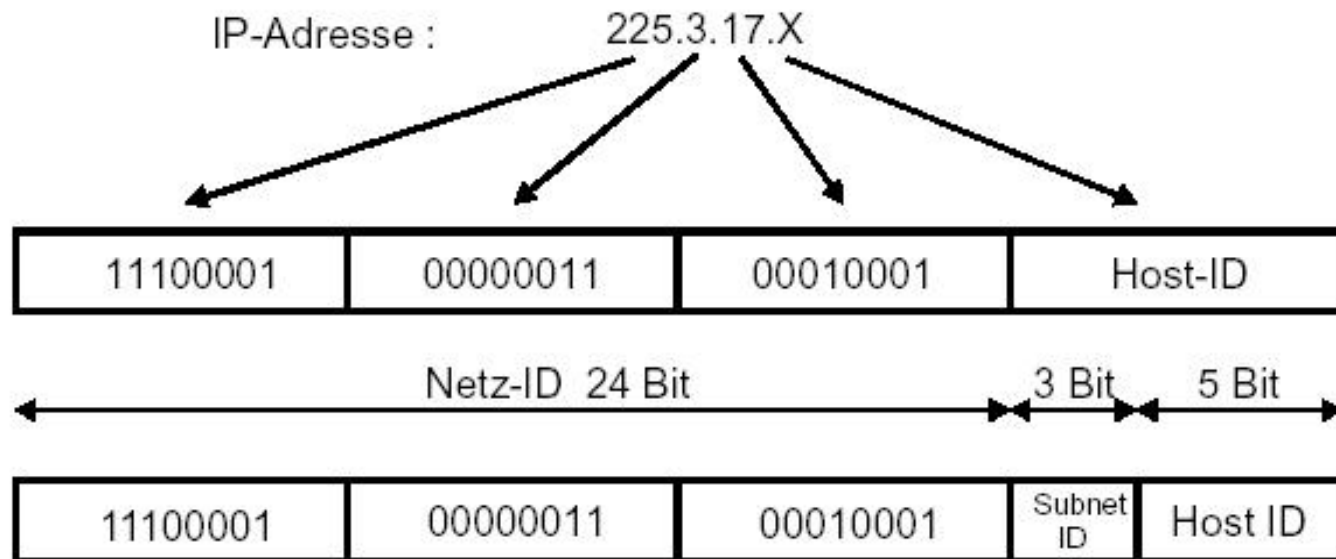 IP-Adresse : 225.3.17.X
11100001 00000011 00010001 Host-ID
Netz-ID 24 Bit 3 Bit 5 Bit
11100001 00000011 00010001 Subnet ID Host ID